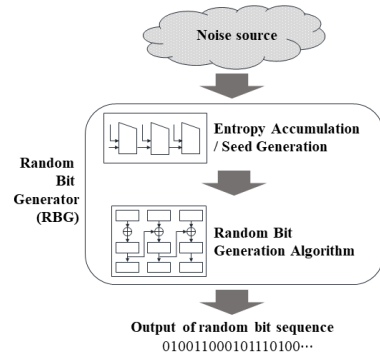 Noise source
Entropy Accumulation
/ Seed Generation
Random
Bit
Generator
(RBG)
Random Bit
Generation Algorithm
Output of random bit sequence
010011000101110100…